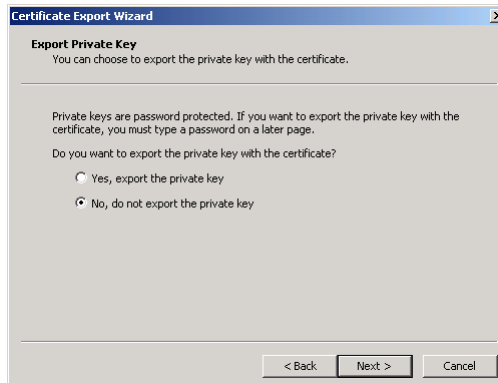 Certificate Export Wizard
Export Private Key
You can choose to export the private key with the certificate.
Private keys are password protected. If you want to export the private key with the
certificate, you must type a password on a later page.
Do you want to export the private key with the certificate?
Yes, export the private key
No, do not export the private key
< Back Next > Cancel